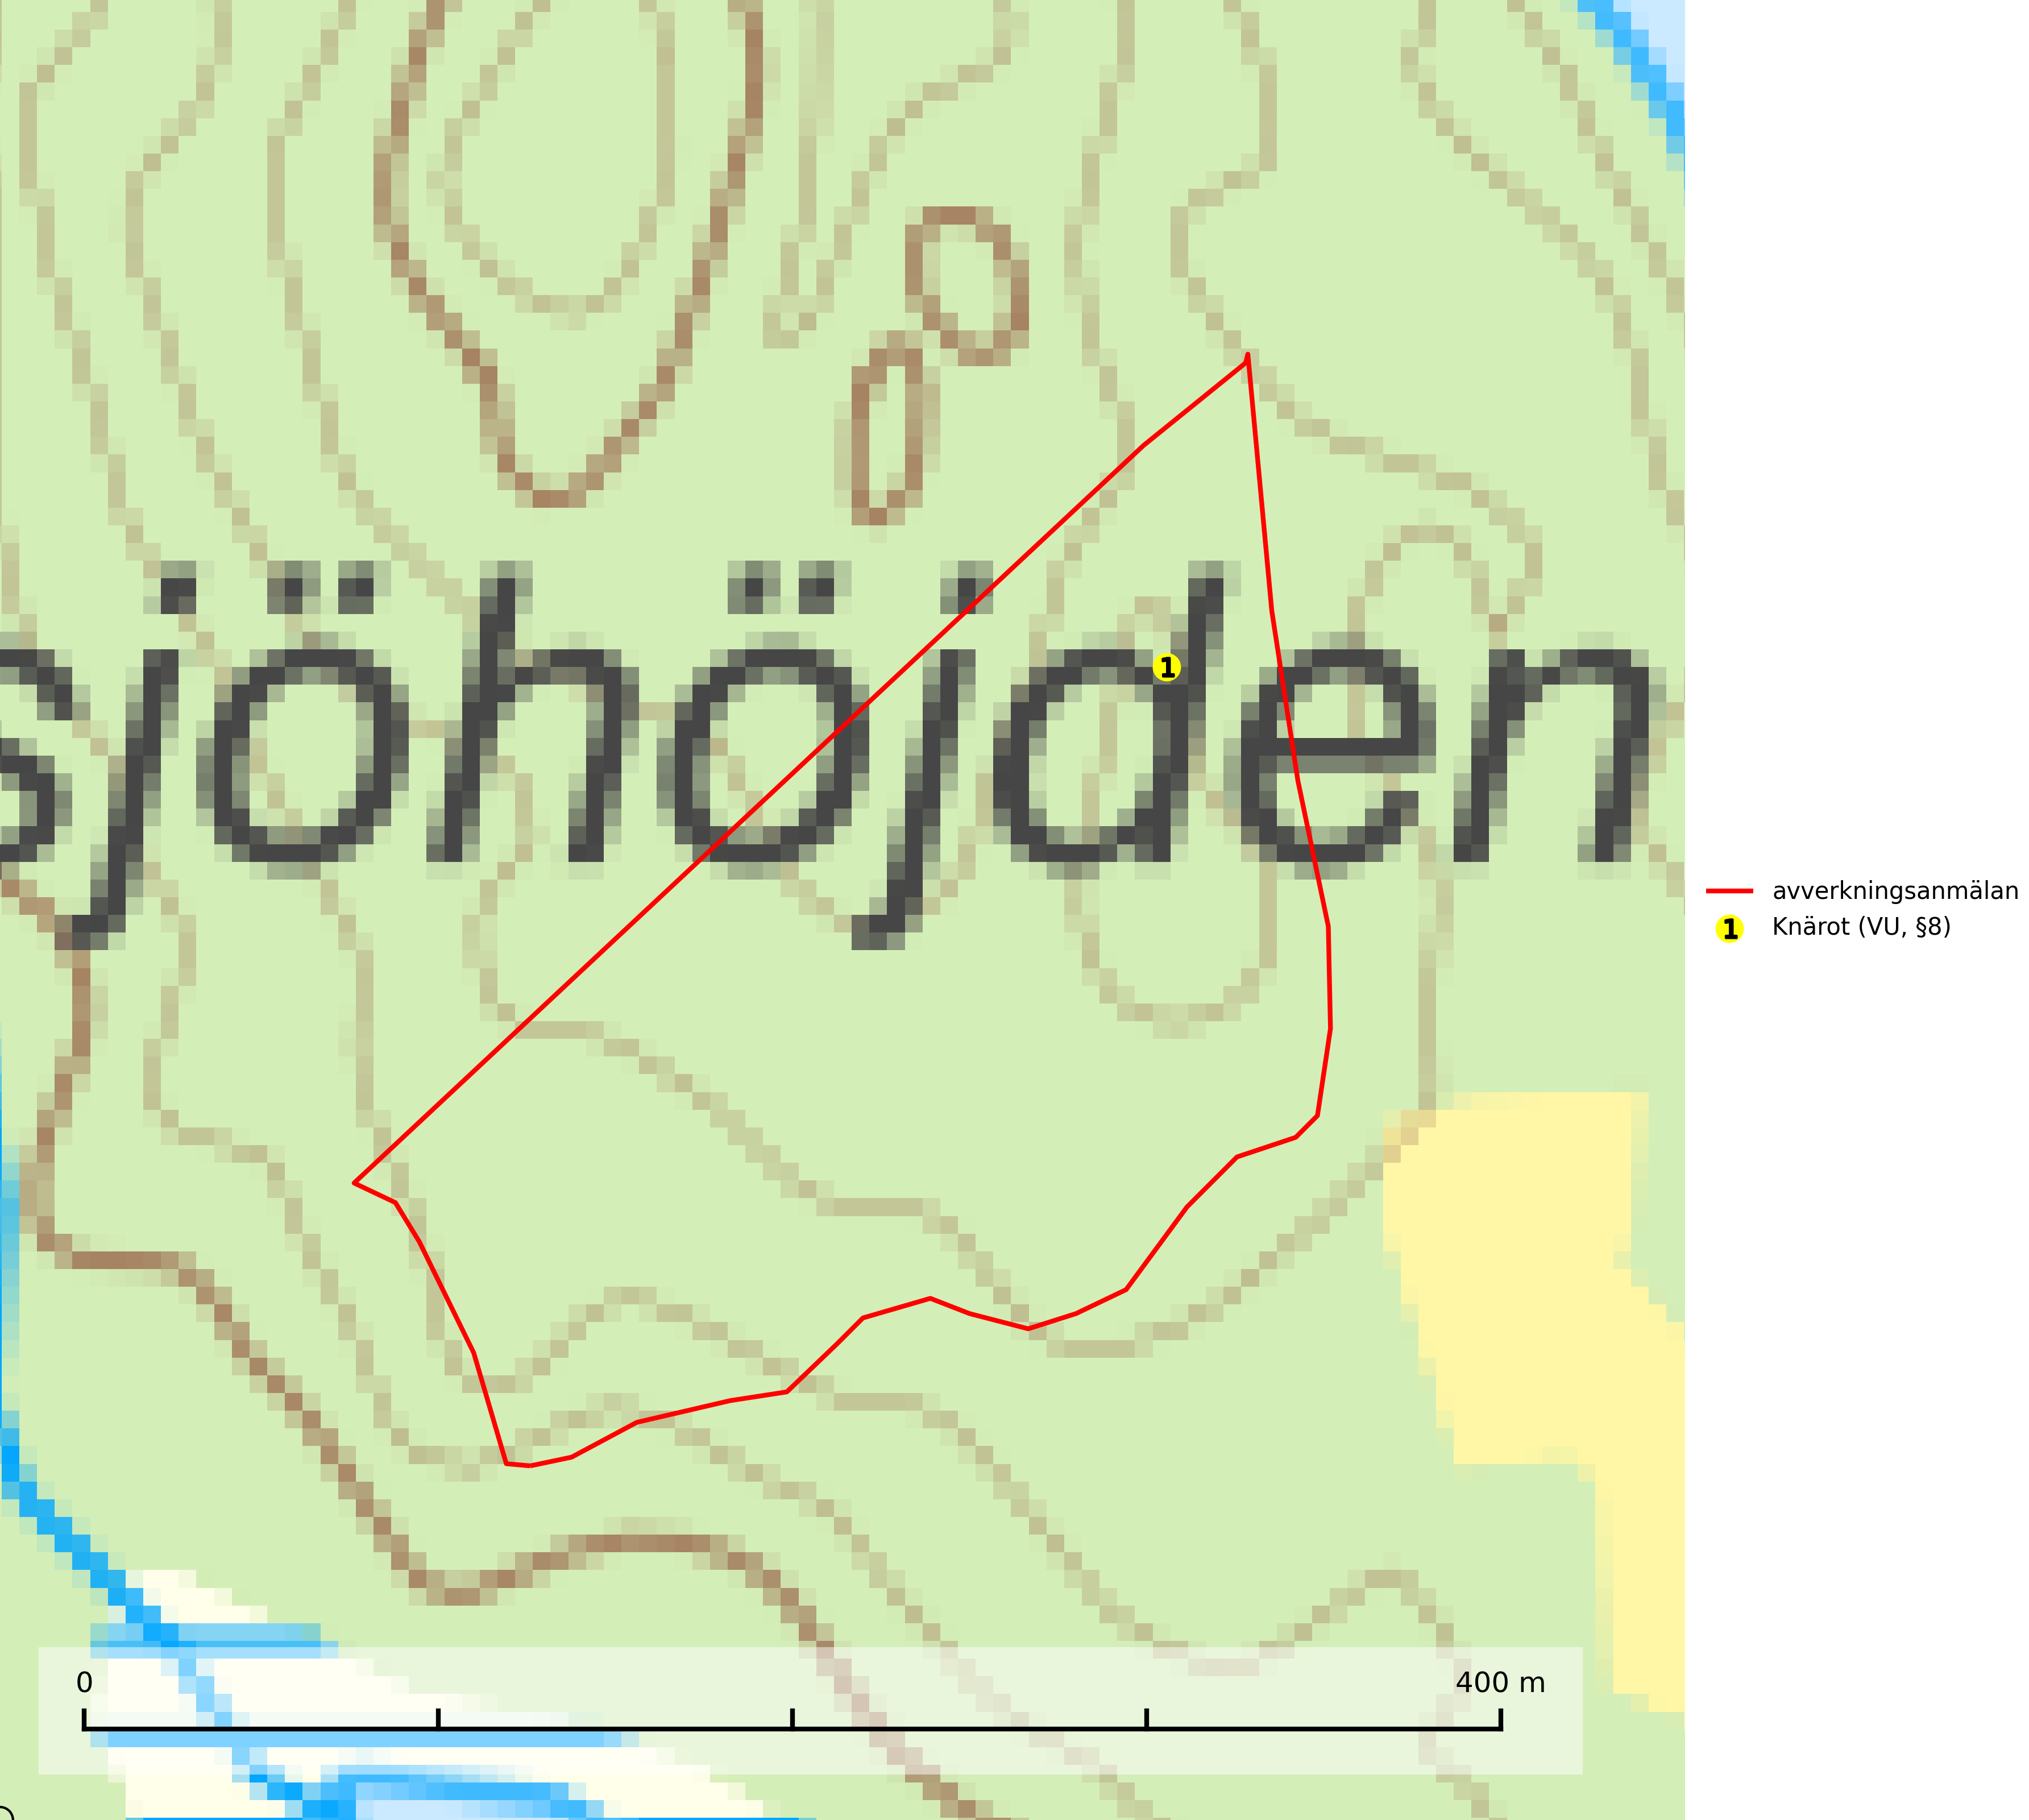 sjöhöjden
1
avverkningsanmälan
1 Knärot (VU, §8)
0 400 m